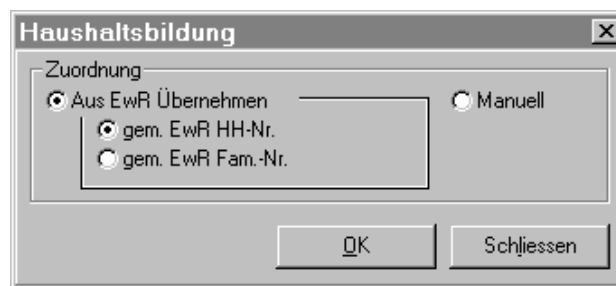 Haushaltsbildung
Zuordnung
Aus EwR Übernehmen
Manuell
gem. EwR HH-Nr.
gem. EwR Fam.-Nr.
OK
Schliessen